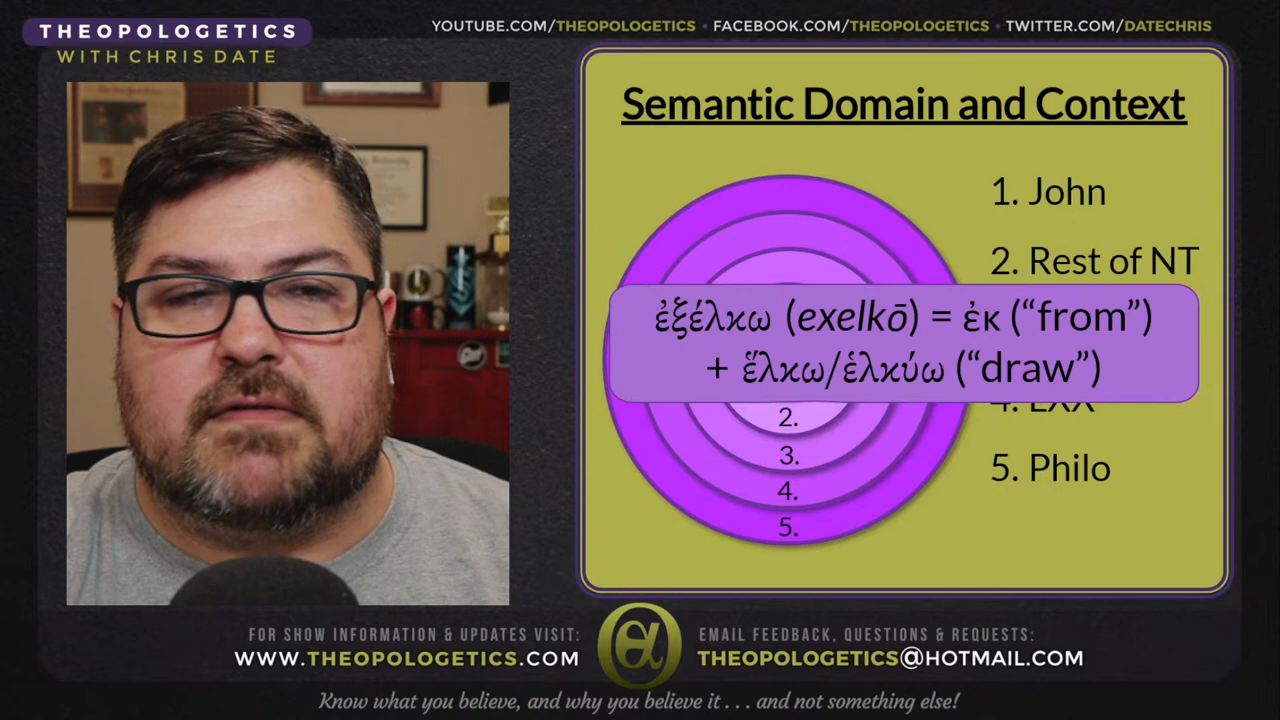 THEOPOLOGETICS
WITH CHRIS DATE
YOUTUBE.COM/THEOPOLOGETICS • FACEBOOK.COM/THEOPOLOGETICS • TWITTER.COM/DATECHRIS
Semantic Domain and Context
1. John
2. Rest of NT
ἐξέλκω (exelkō) = ἐκ (“from”)
+ ἕλκω/ἑλκύω (“draw”)
4. LXX
5. Philo
2.
3.
4.
5.
FOR SHOW INFORMATION & UPDATES VISIT:
WWW.THEOPOLOGETICS.COM
EMAIL FEEDBACK, QUESTIONS & REQUESTS:
THEOPOLOGETICS@HOTMAIL.COM
Know what you believe, and why you believe it . . . and not something else!